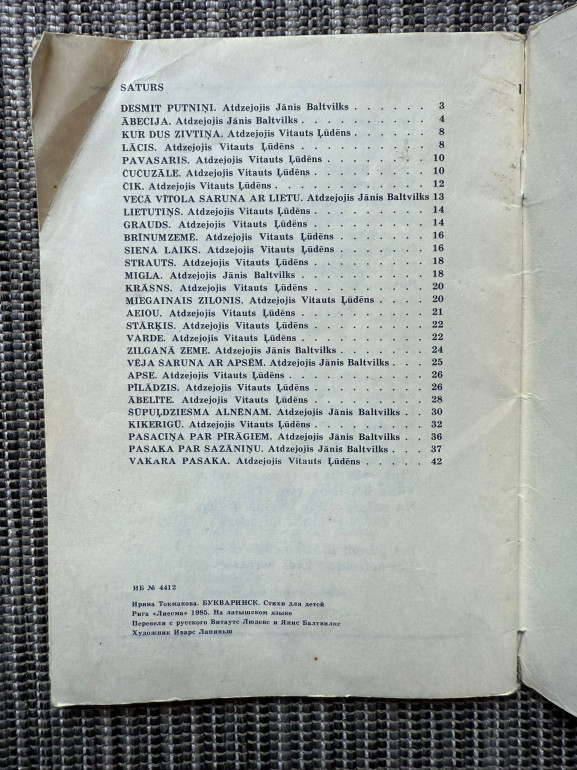 SATURS
DESMIT PUTNIŅI. Atdzejojis Jānis Baltvilks . . . . . . 3
ĀBECIJA. Atdzejojis Jānis Baltvilks . . . . . . . . . 4
KUR DUS ZIVTIŅA. Atdzejojis Vitauts Ļūdēns . . . . . . 8
LĀCIS. Atdzejojis Vitauts Ļūdēns . . . . . . . . . . 8
PAVASARIS. Atdzejojis Vitauts Ļūdēns . . . . . . . . 10
ČUČUZĀLE. Atdzejojis Vitauts Ļūdēns . . . . . . . . 10
ČIK. Atdzejojis Vitauts Ļūdēns . . . . . . . . . . . 12
VECĀ VĪTOLA SARUNA AR LIETU. Atdzejojis Jānis Baltvilks 13
LIETUTIŅŠ. Atdzejojis Vitauts Ļūdēns . . . . . . . . 14
GRAUDS. Atdzejojis Vitauts Ļūdēns . . . . . . . . . 14
BRĪNUMZEME. Atdzejojis Vitauts Ļūdēns . . . . . . . 16
SIENA LAIKS. Atdzejojis Vitauts Ļūdēns . . . . . . . 16
STRAUTS. Atdzejojis Vitauts Ļūdēns . . . . . . . . . 18
MIGLA. Atdzejojis Jānis Baltvilks . . . . . . . . . . 18
KRĀSNS. Atdzejojis Vitauts Ļūdēns . . . . . . . . . 20
MIEGAINAIS ZILONIS. Atdzejojis Vitauts Ļūdēns . . . . . 20
AEIOU. Atdzejojis Vitauts Ļūdēns . . . . . . . . . . 21
STĀRĶIS. Atdzejojis Vitauts Ļūdēns . . . . . . . . . 22
VARDE. Atdzejojis Vitauts Ļūdēns . . . . . . . . . . 22
ZILGANĀ ZEME. Atdzejojis Jānis Baltvilks . . . . . . . 24
VĒJA SARUNA AR APSĒM. Atdzejojis Jānis Baltvilks . . . . 25
APSE. Atdzejojis Vitauts Ļūdēns . . . . . . . . . . 26
PĪLĀDZIS. Atdzejojis Vitauts Ļūdēns . . . . . . . . . 26
ĀBELĪTE. Atdzejojis Vitauts Ļūdēns . . . . . . . . . 28
ŠŪPUĻDZIESMA ALNĒNAM. Atdzejojis Jānis Baltvilks . . . 30
KIKERIGŪ. Atdzejojis Vitauts Ļūdēns . . . . . . . . . 32
PASACIŅA PAR PĪRĀGIEM. Atdzejojis Jānis Baltvilks . . . 36
PASAKA PAR SAZĀNIŅU. Atdzejojis Jānis Baltvilks . . . . 37
VAKARA PASAKA. Atdzejojis Vitauts Ļūdēns . . . . . 42
ИБ № 4412
Ирина Токмакова. БУКВАРИНСК. Стихи для детей
Рига «Лиесма» 1985. На латышском языке
Перевели с русского Витаутс Люденс и Янис Балтвилкс
Художник Иварс Лапиньш